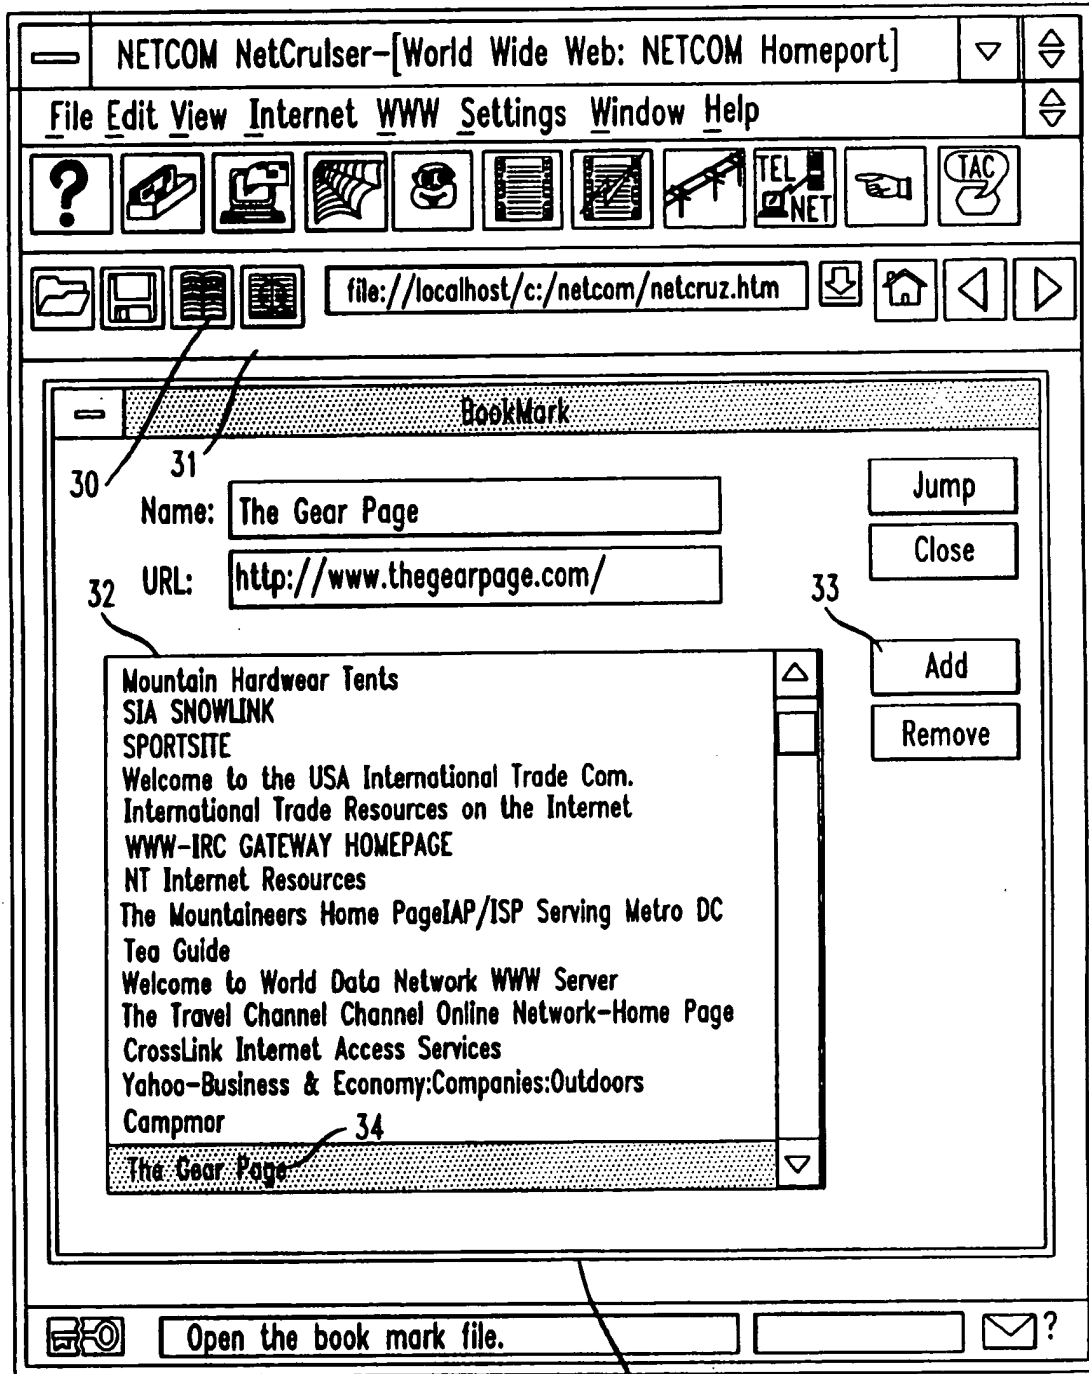 NETCOM NetCruiser-[World Wide Web: NETCOM Homeport]
File Edit View Internet WWW Settings Window Help
?
TEL NET
TAC
file://localhost/c:/netcom/netcruz.htm
BookMark
30
31
Name: The Gear Page
Jump
URL: http://www.thegearpage.com/
Close
32
33
Add
Remove
Mountain Hardwear Tents
SIA SNOWLINK
SPORTSITE
Welcome to the USA International Trade Com.
International Trade Resources on the Internet
WWW-IRC GATEWAY HOMEPAGE
NT Internet Resources
The Mountaineers Home PageIAP/ISP Serving Metro DC
Tea Guide
Welcome to World Data Network WWW Server
The Travel Channel Channel Online Network-Home Page
CrossLink Internet Access Services
Yahoo-Business & Economy:Companies:Outdoors
Campmor
34
The Gear Page
Open the book mark file.
?